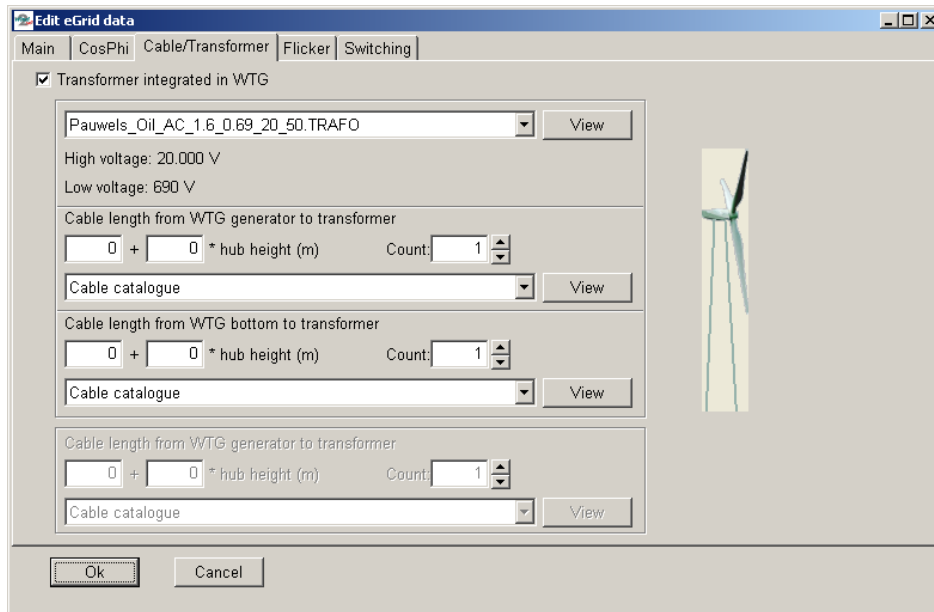 Edit eGrid data
Main CosPhi Cable/Transformer Flicker Switching
Transformer integrated in WTG
Pauwels_Oil_AC_1.6_0.69_20_50.TRAFO View
High voltage: 20.000 V
Low voltage: 690 V
Cable length from WTG generator to transformer
0 + 0 * hub height (m) Count: 1
Cable catalogue View
Cable length from WTG bottom to transformer
0 + 0 * hub height (m) Count: 1
Cable catalogue View
Cable length from WTG generator to transformer
0 + 0 * hub height (m) Count: 1
Cable catalogue View
Ok Cancel